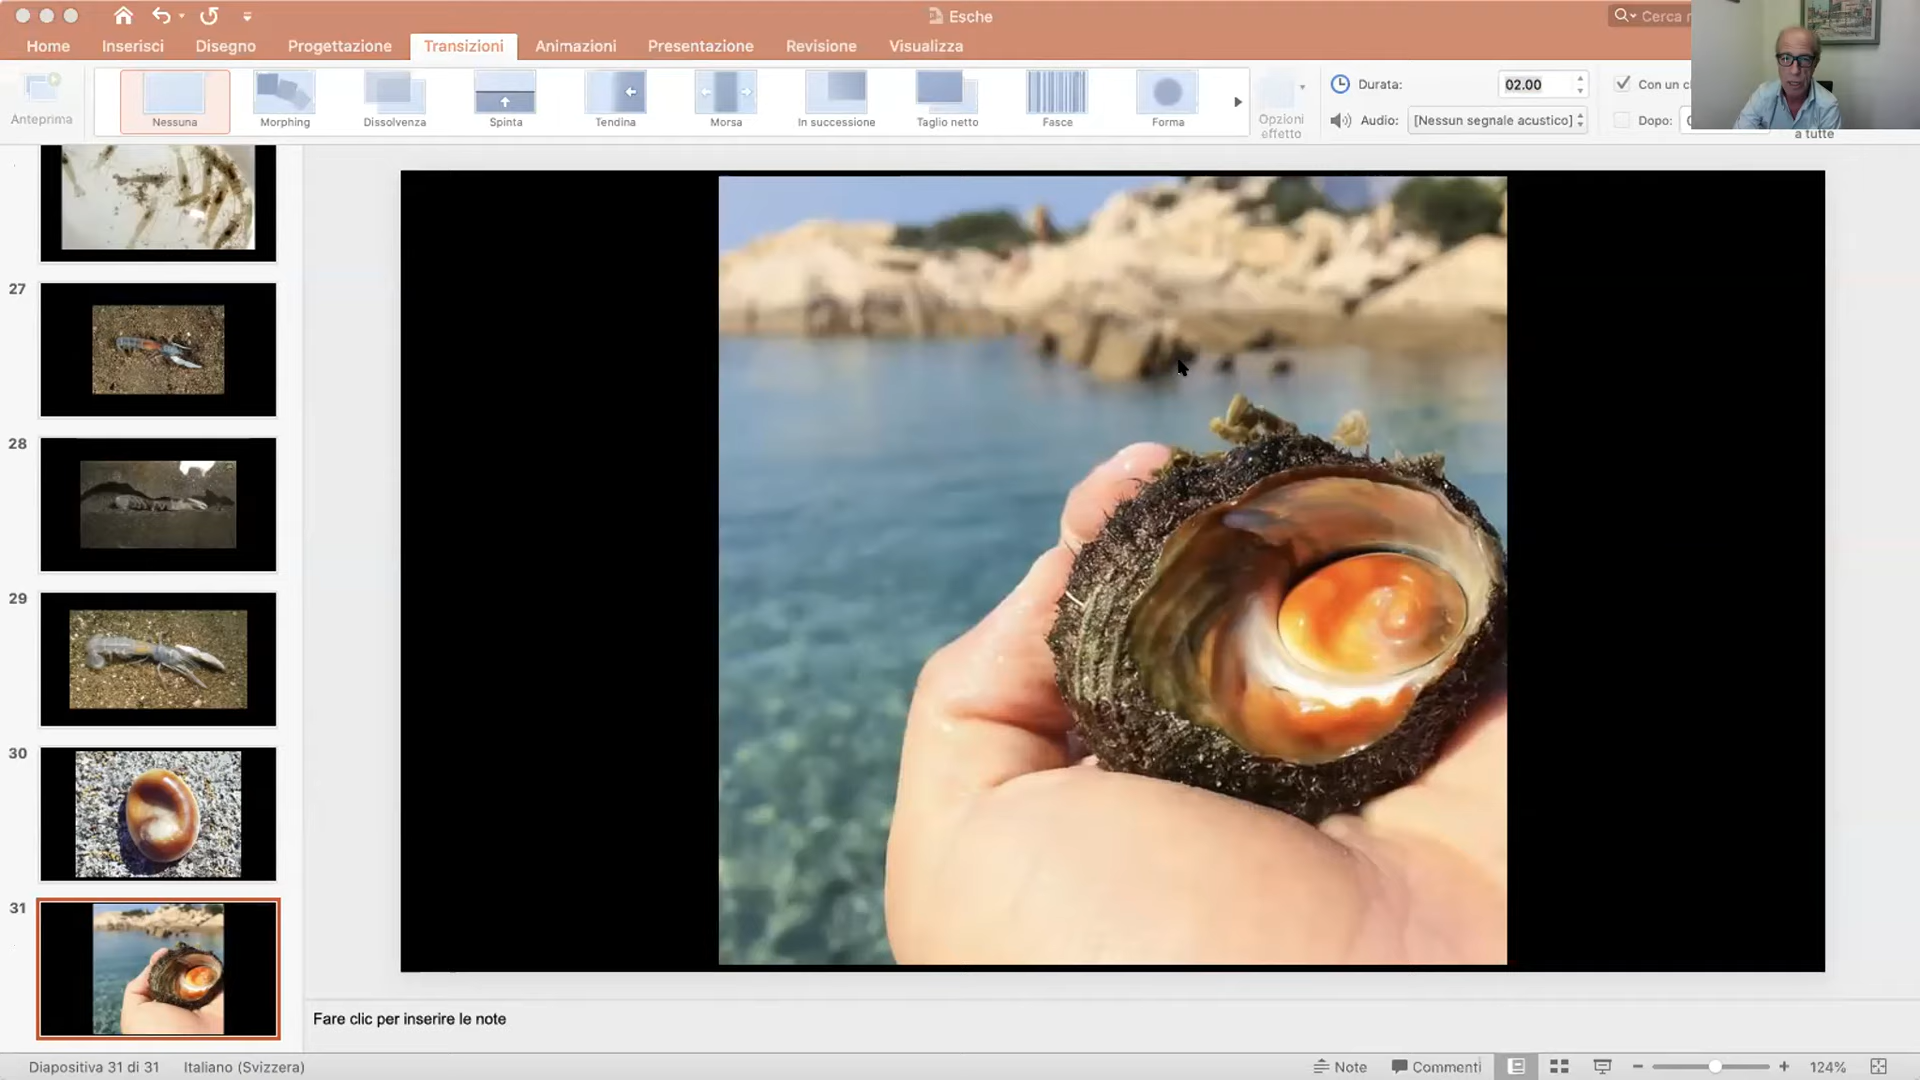 Esche
Cerca
Home Inserisci Disegno Progettazione Transizioni Animazioni Presentazione Revisione Visualizza
Anteprima
Nessuna Morphing Dissolvenza Spinta Tendina Morsa In successione Taglio netto Fasce Forma
Opzioni
effetto
Durata: 02.00
Audio: [Nessun segnale acustico]
Con un
Dopo:
a tutte
27
28
29
30
31
Fare clic per inserire le note
Diapositiva 31 di 31 Italiano (Svizzera) Note Commenti 124%